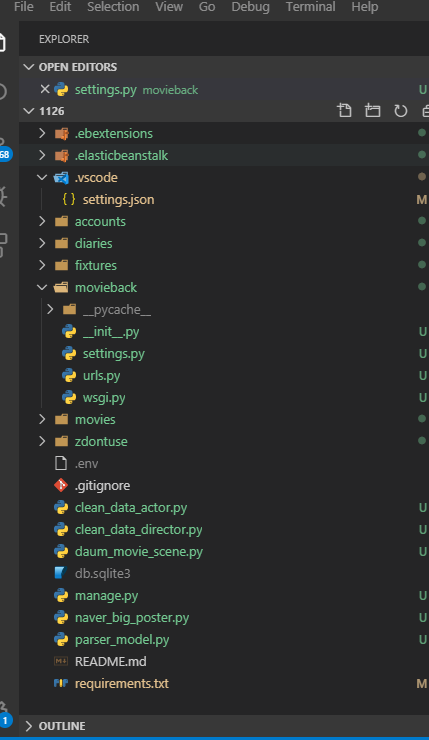 File Edit Selection View Go Debug Terminal Help
EXPLORER
OPEN EDITORS
settings.py movieback U
1126
.ebextensions
.elasticbeanstalk
68
.vscode
{ } settings.json M
accounts
diaries
fixtures
movieback
__pycache__
__init__.py U
settings.py U
urls.py U
wsgi.py U
movies
zdontuse
.env
.gitignore
clean_data_actor.py U
clean_data_director.py U
daum_movie_scene.py U
db.sqlite3
manage.py U
naver_big_poster.py U
parser_model.py U
README.md
requirements.txt M
1
OUTLINE